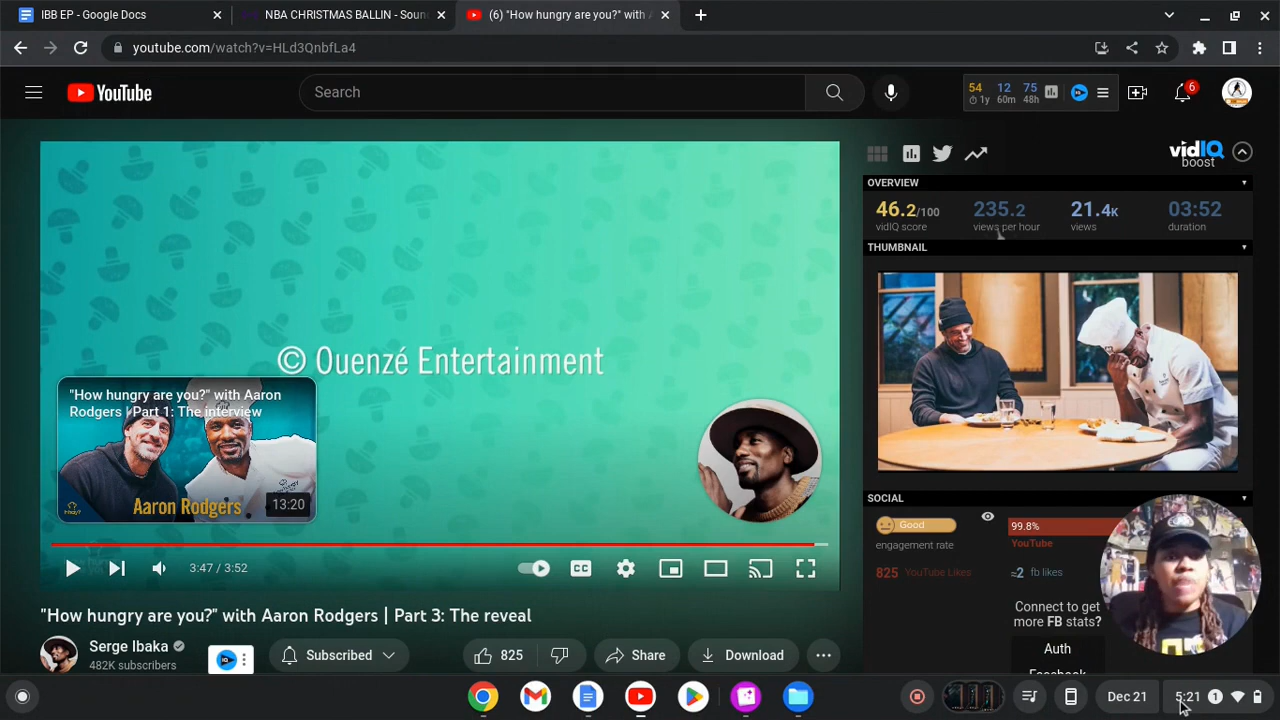 IBB EP - Google Docs
NBA CHRISTMAS BALLIN - Soun
(6) "How hungry are you?" with A
youtube.com/watch?v=HLd3QnbfLa4
YouTube
Search
54 12 75
1y 60m 48h
6
vidIQ
boost
OVERVIEW
46.2/100 235.2 21.4K 03:52
vidIQ score views per hour views duration
THUMBNAIL
© Ouenzé Entertainment
"How hungry are you?" with Aaron
Rodgers | Part 1: The interview
Aaron Rodgers
13:20
SOCIAL
Good
engagement rate
99.8%
YouTube
825 YouTube Likes
≈2 fb likes
Connect to get
more FB stats?
Auth
Facebook
3:47 / 3:52
CC
"How hungry are you?" with Aaron Rodgers | Part 3: The reveal
Serge Ibaka
482K subscribers
Subscribed
825
Share
Download
Dec 21
5:21
1